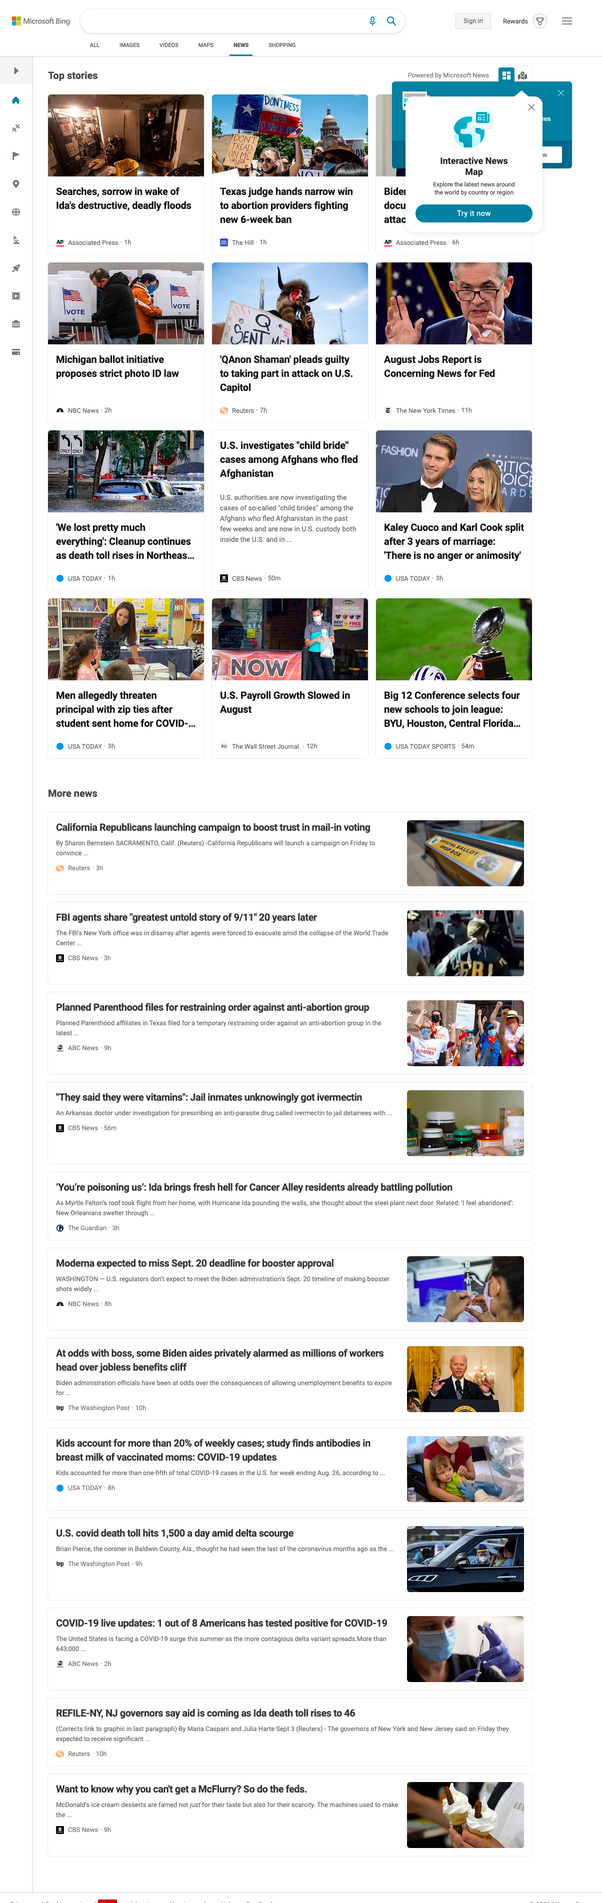 Microsoft Bing
Sign in
Rewards
ALL
IMAGES
VIDEOS
MAPS
NEWS
SHOPPING
Top stories
Powered by Microsoft News
Interactive News
Map
Explore the latest news around
the world by country or region
Try it now
DON'T MESS
Searches, sorrow in wake of
Ida's destructive, deadly floods
Associated Press · 1h
Texas judge hands narrow win
to abortion providers fighting
new 6-week ban
The Hill · 1h
Biden
docu
attac
Associated Press · 6h
VOTE
VOTE
Q
SENT ME!
Michigan ballot initiative
proposes strict photo ID law
NBC News · 2h
'QAnon Shaman' pleads guilty
to taking part in attack on U.S.
Capitol
Reuters · 7h
August Jobs Report is
Concerning News for Fed
The New York Times · 11h
ONLY
ONLY
'We lost pretty much
everything': Cleanup continues
as death toll rises in Northeas...
USA TODAY · 1h
U.S. investigates "child bride"
cases among Afghans who fled
Afghanistan
U.S. authorities are now investigating the
cases of so-called "child brides" among the
Afghans who fled Afghanistan in the past
few weeks and are now in U.S. custody both
inside the U.S. and in ...
CBS News · 50m
FASHION
Kaley Cuoco and Karl Cook split
after 3 years of marriage:
'There is no anger or animosity'
USA TODAY · 3h
Men allegedly threaten
principal with zip ties after
student sent home for COVID-...
USA TODAY · 3h
NOW
U.S. Payroll Growth Slowed in
August
The Wall Street Journal. · 12h
Big 12 Conference selects four
new schools to join league:
BYU, Houston, Central Florida...
USA TODAY SPORTS · 54m
More news
California Republicans launching campaign to boost trust in mail-in voting
By Sharon Bernstein SACRAMENTO, Calif. (Reuters) -California Republicans will launch a campaign on Friday to
convince ...
Reuters · 3h
FBI agents share "greatest untold story of 9/11" 20 years later
The FBI's New York office was in disarray after agents were forced to evacuate amid the collapse of the World Trade
Center ...
CBS News · 3h
FBI
Planned Parenthood files for restraining order against anti-abortion group
Planned Parenthood affiliates in Texas filed for a temporary restraining order against an anti-abortion group in the
latest ...
ABC News · 9h
"They said they were vitamins": Jail inmates unknowingly got ivermectin
An Arkansas doctor under investigation for prescribing an anti-parasite drug called ivermectin to jail detainees with ...
CBS News · 56m
'You're poisoning us': Ida brings fresh hell for Cancer Alley residents already battling pollution
As Myrtle Felton's roof took flight from her home, with Hurricane Ida pounding the walls, she thought about the steel plant next door. Related: 'I feel abandoned':
New Orleanians swelter through ...
The Guardian · 3h
Moderna expected to miss Sept. 20 deadline for booster approval
WASHINGTON — U.S. regulators don't expect to meet the Biden administration's Sept. 20 timeline of making booster
shots widely ...
NBC News · 8h
At odds with boss, some Biden aides privately alarmed as millions of workers
head over jobless benefits cliff
Biden administration officials have been at odds over the consequences of allowing unemployment benefits to expire
for ...
The Washington Post · 10h
Kids account for more than 20% of weekly cases; study finds antibodies in
breast milk of vaccinated moms: COVID-19 updates
Kids accounted for more than one-fifth of total COVID-19 cases in the U.S. for week ending Aug. 26, according to ...
USA TODAY · 8h
U.S. covid death toll hits 1,500 a day amid delta scourge
Brian Pierce, the coroner in Baldwin County, Ala., thought he had seen the last of the coronavirus months ago as the ...
The Washington Post · 9h
COVID-19 live updates: 1 out of 8 Americans has tested positive for COVID-19
The United States is facing a COVID-19 surge this summer as the more contagious delta variant spreads.More than
643,000 ...
ABC News · 2h
REFILE-NY, NJ governors say aid is coming as Ida death toll rises to 46
(Corrects link to graphic in last paragraph) By Maria Caspani and Julia Harte Sept 3 (Reuters) - The governors of New York and New Jersey said on Friday they
expected to receive significant ...
Reuters · 10h
Want to know why you can't get a McFlurry? So do the feds.
McDonald's ice cream desserts are famed not just for their taste but also for their scarcity. The machines used to make
the ...
CBS News · 9h